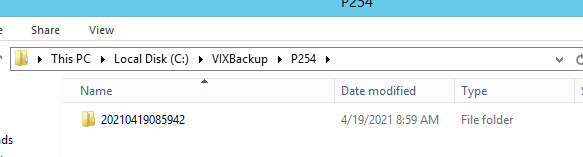 P254
Share View
This PC Local Disk (C:) VIXBackup P254
Name Date modified Type
20210419085942 4/19/2021 8:59 AM File folder